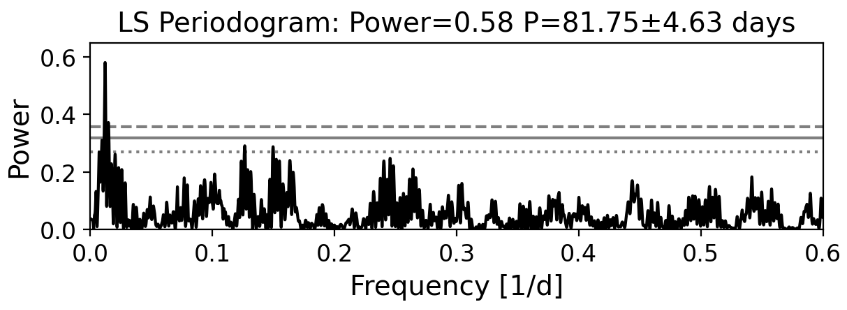 LS Periodogram: Power=0.58 P=81.75±4.63 days
0.6
0.4
0.2
0.0
Power
0.0 0.1 0.2 0.3 0.4 0.5 0.6
Frequency [1/d]